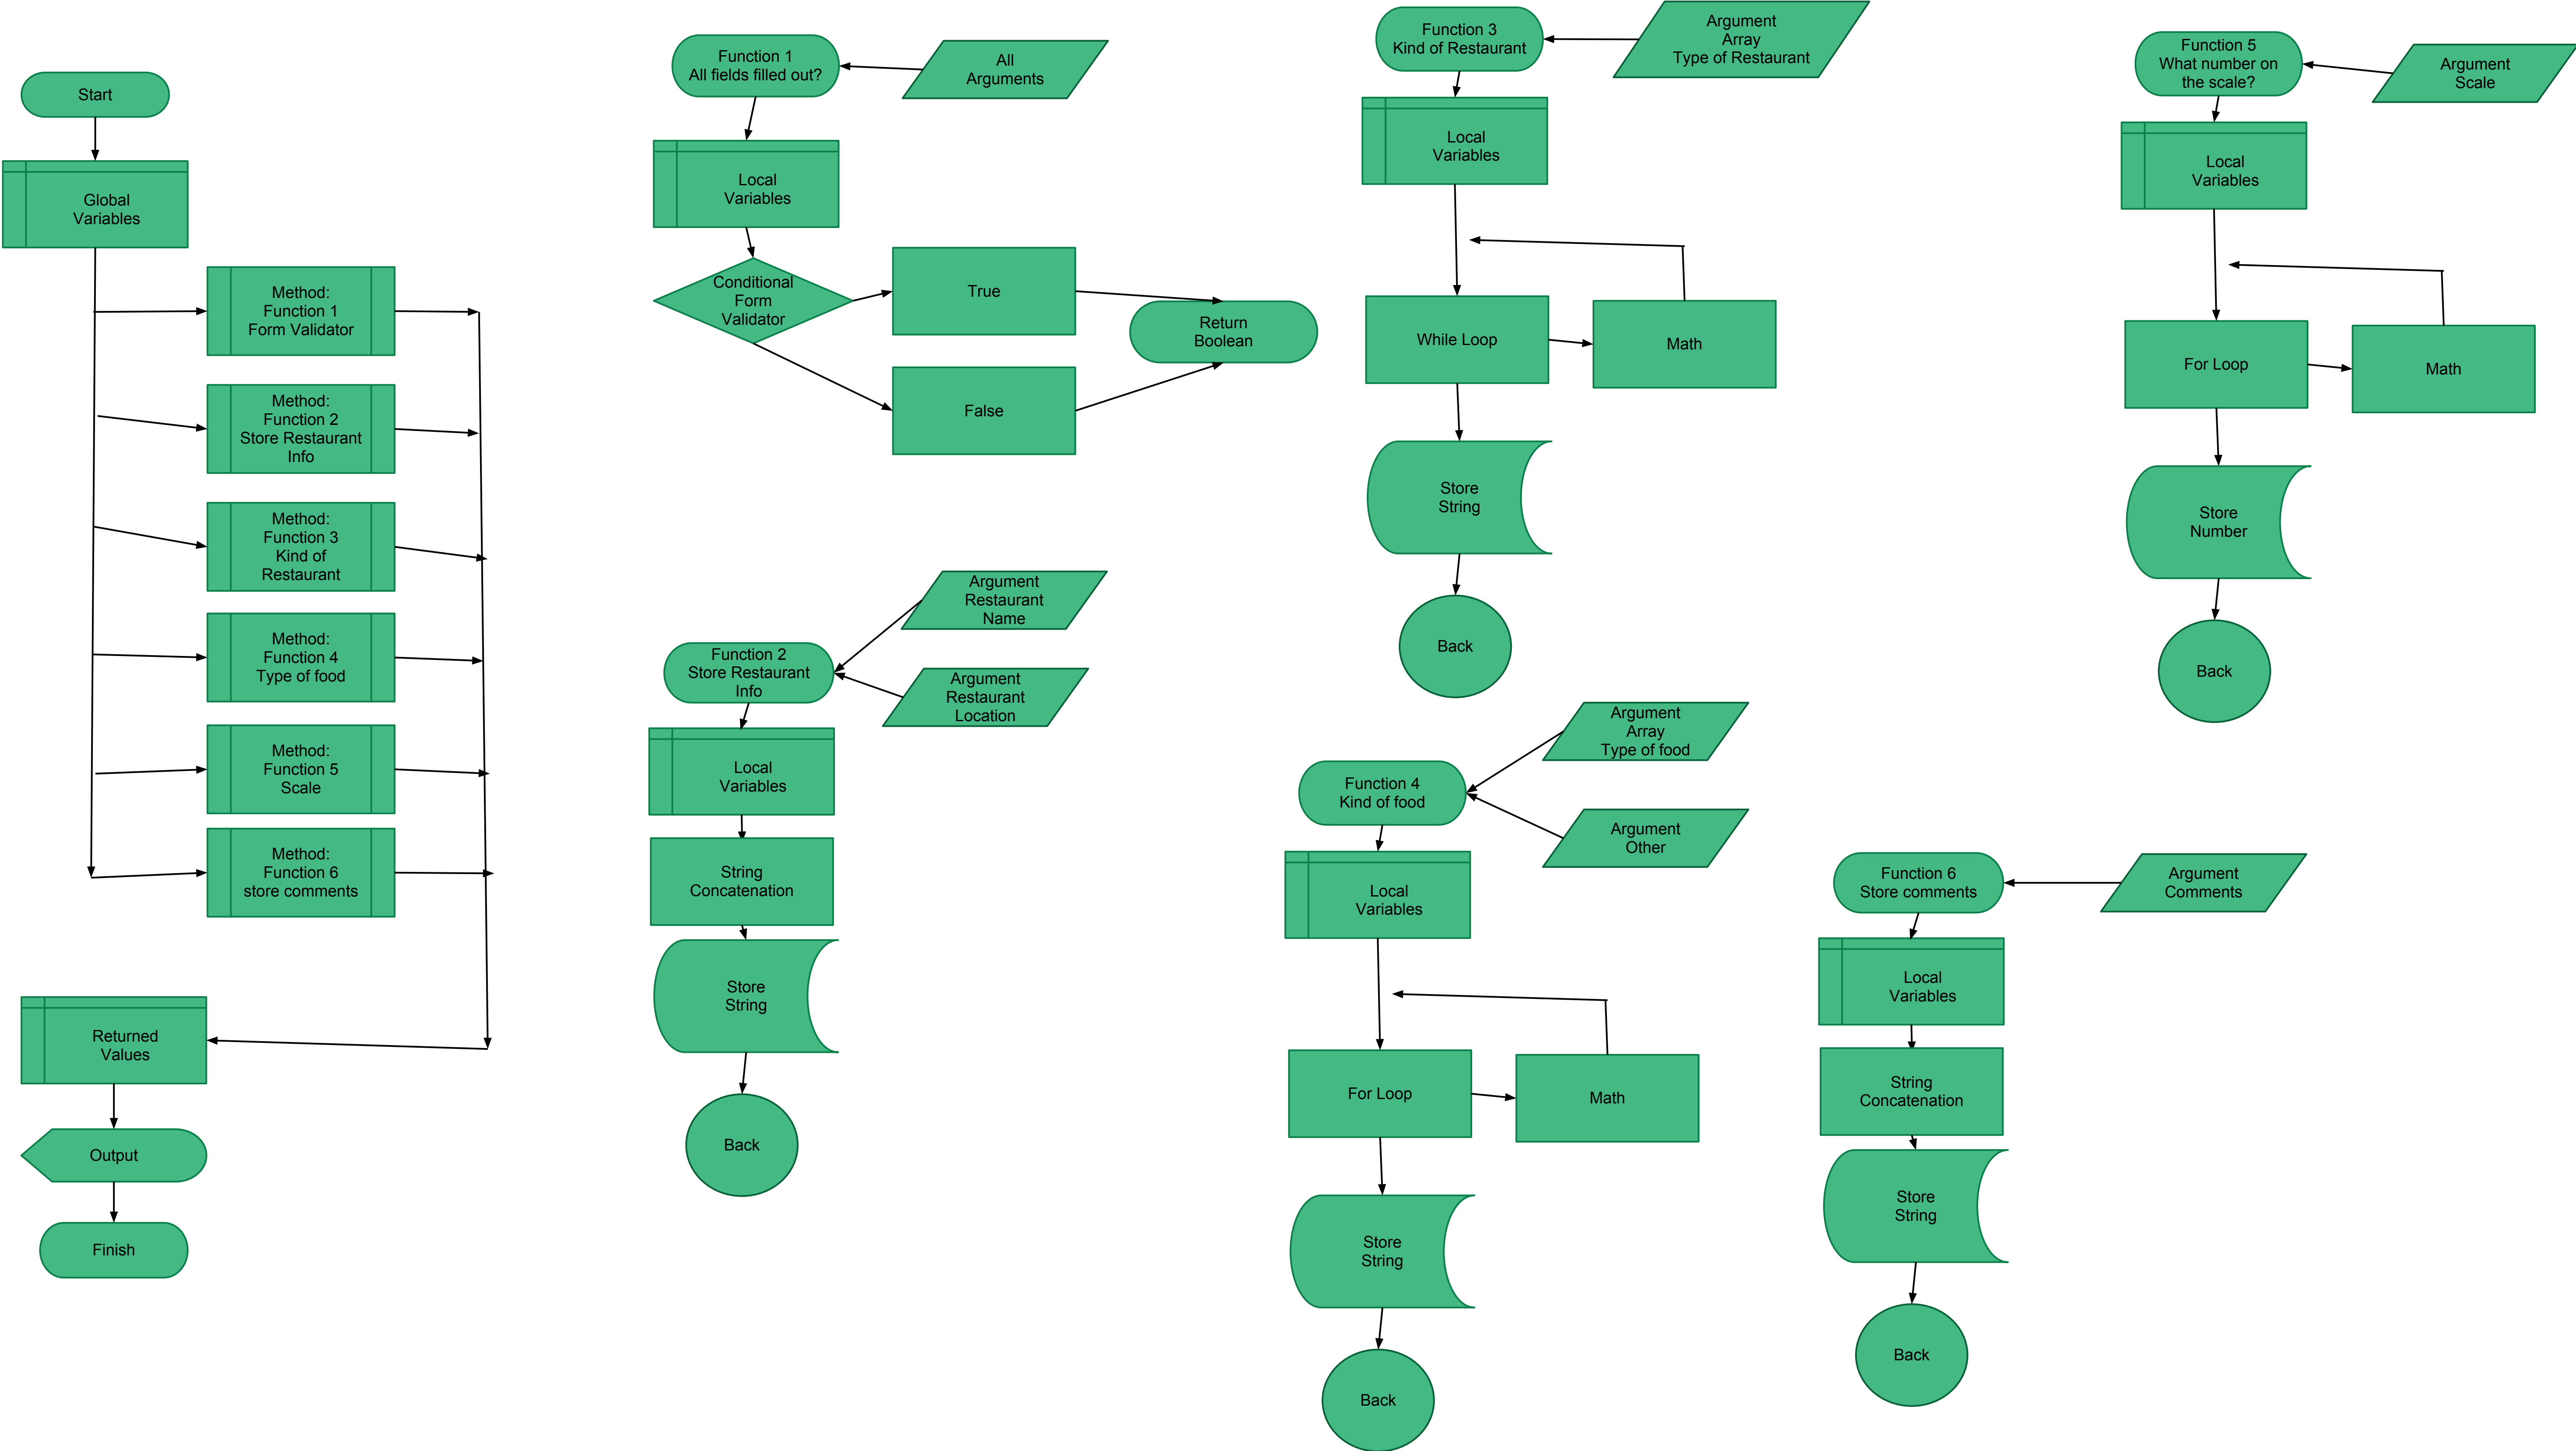 Start
Global
Variables
Method:
Function 1
Form Validator
Method:
Function 2
Store Restaurant
Info
Method:
Function 3
Kind of
Restaurant
Method:
Function 4
Type of food
Method:
Function 5
Scale
Method:
Function 6
store comments
Returned
Values
Output
Finish
Function 1
All fields filled out?
All
Arguments
Local
Variables
Conditional
Form
Validator
True
False
Return
Boolean
Function 2
Store Restaurant
Info
Argument
Restaurant
Name
Argument
Restaurant
Location
Local
Variables
String
Concatenation
Store
String
Back
Function 3
Kind of Restaurant
Argument
Array
Type of Restaurant
Local
Variables
While Loop
Math
Store
String
Back
Function 4
Kind of food
Argument
Array
Type of food
Argument
Other
Local
Variables
For Loop
Math
Store
String
Back
Function 5
What number on
the scale?
Argument
Scale
Local
Variables
For Loop
Math
Store
Number
Back
Function 6
Store comments
Argument
Comments
Local
Variables
String
Concatenation
Store
String
Back